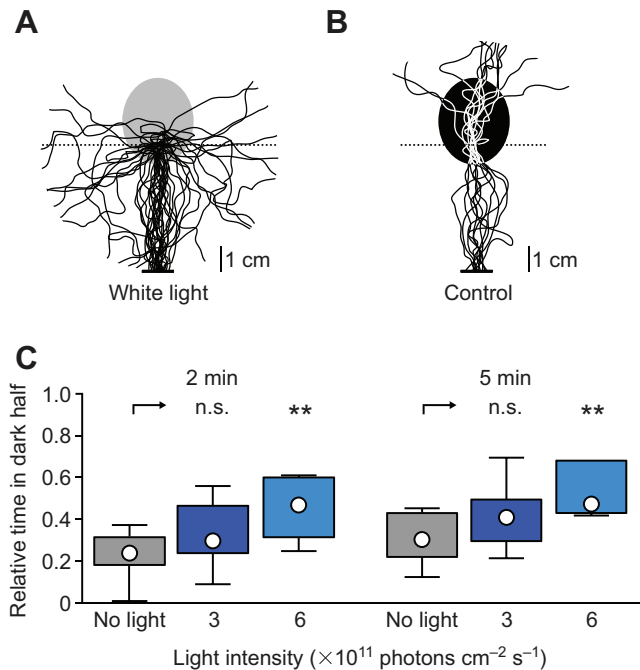 A
B
1 cm
1 cm
White light
Control
C
2 min
5 min
n.s.
**
n.s.
**
1.0
0.8
0.6
0.4
0.2
0
Relative time in dark half
No light 3 6 No light 3 6
Light intensity (×10¹¹ photons cm⁻² s⁻¹)